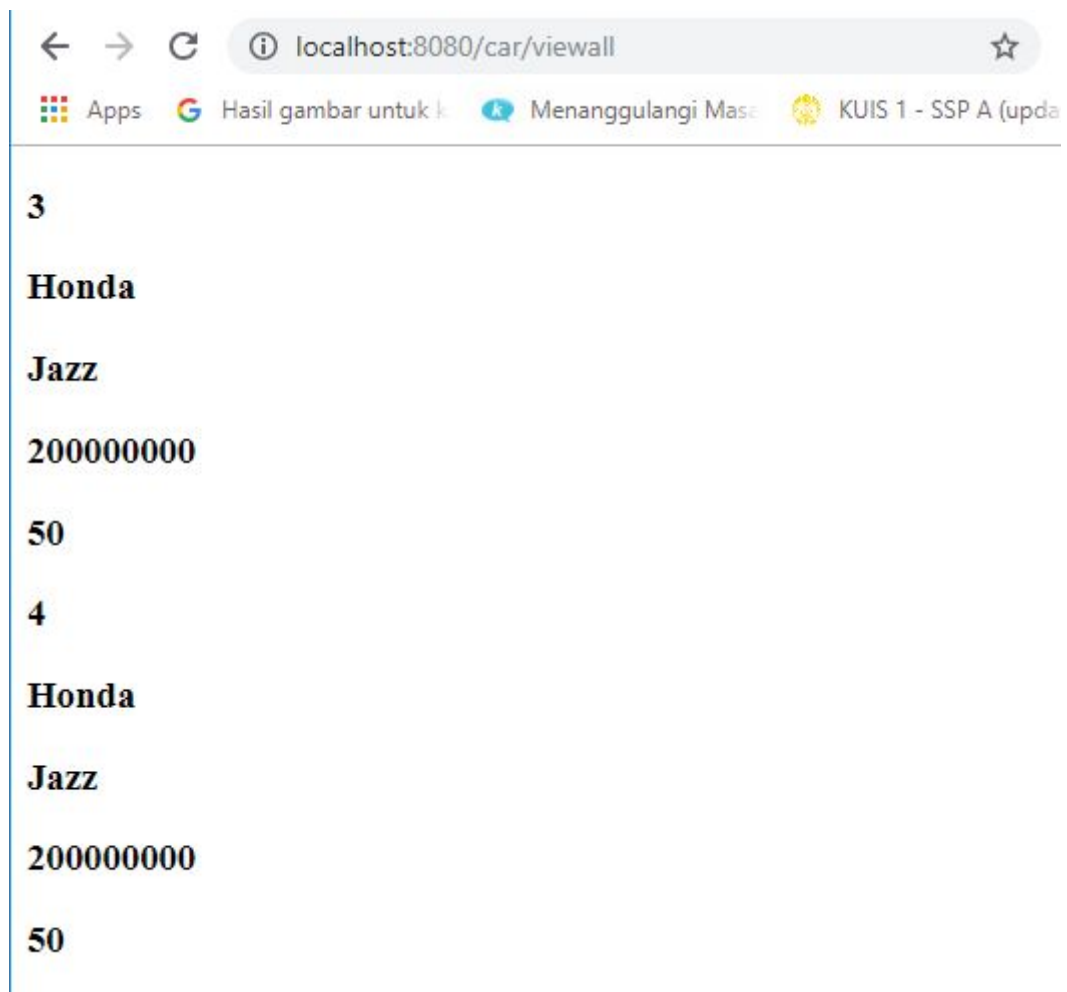 localhost:8080/car/viewall
Apps Hasil gambar untuk k Menanggulangi Masa KUIS 1 - SSP A (upda
3
Honda
Jazz
200000000
50
4
Honda
Jazz
200000000
50